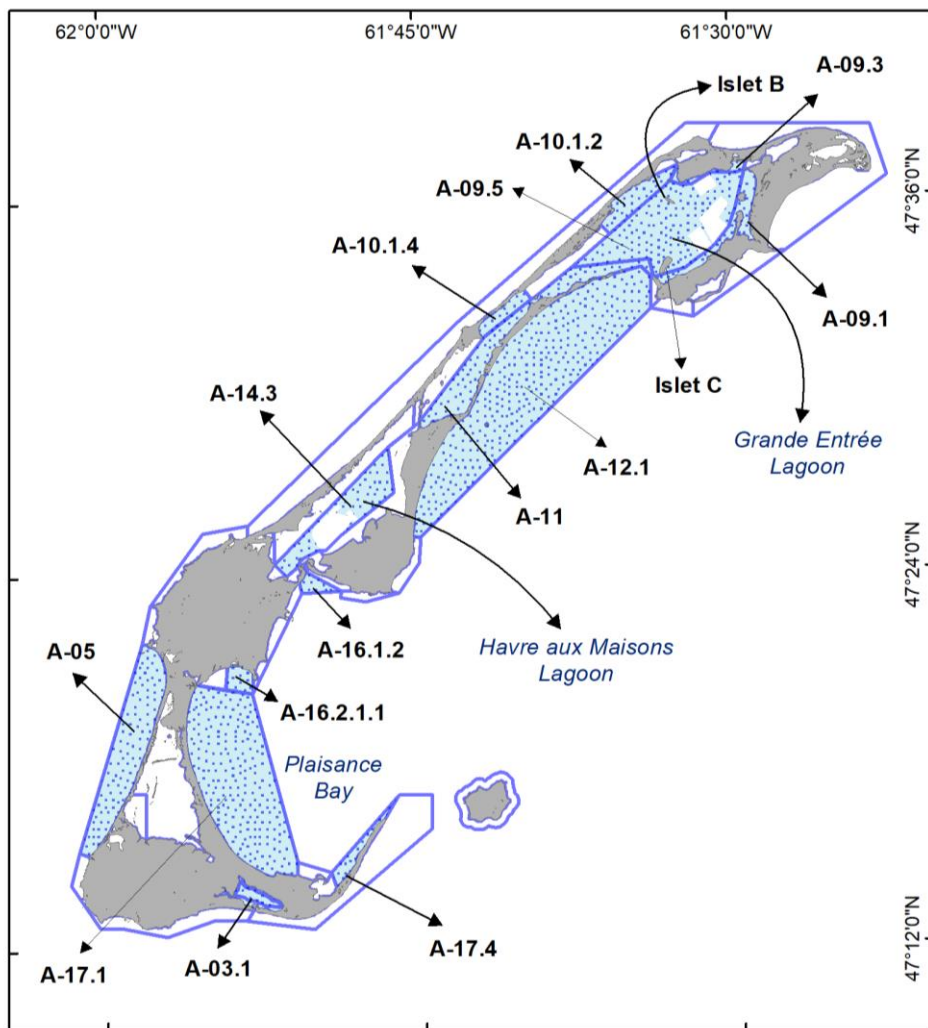 62°0'0"W
61°45'0"W
61°30'0"W
A-09.3
Islet B
A-10.1.2
A-09.5
47°36'0"N
A-10.1.4
A-09.1
Islet C
A-14.3
Grande Entrée
Lagoon
A-12.1
A-11
47°24'0"N
A-05
A-16.1.2
Havre aux Maisons
Lagoon
A-16.2.1.1
Plaisance
Bay
47°12'0"N
A-17.4
A-17.1
A-03.1